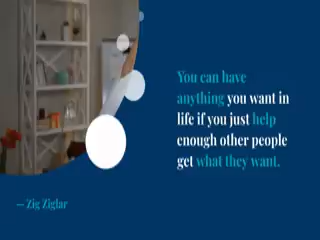 You can have
anything you want in
life if you just help
enough other people
get what they want.
— Zig Ziglar